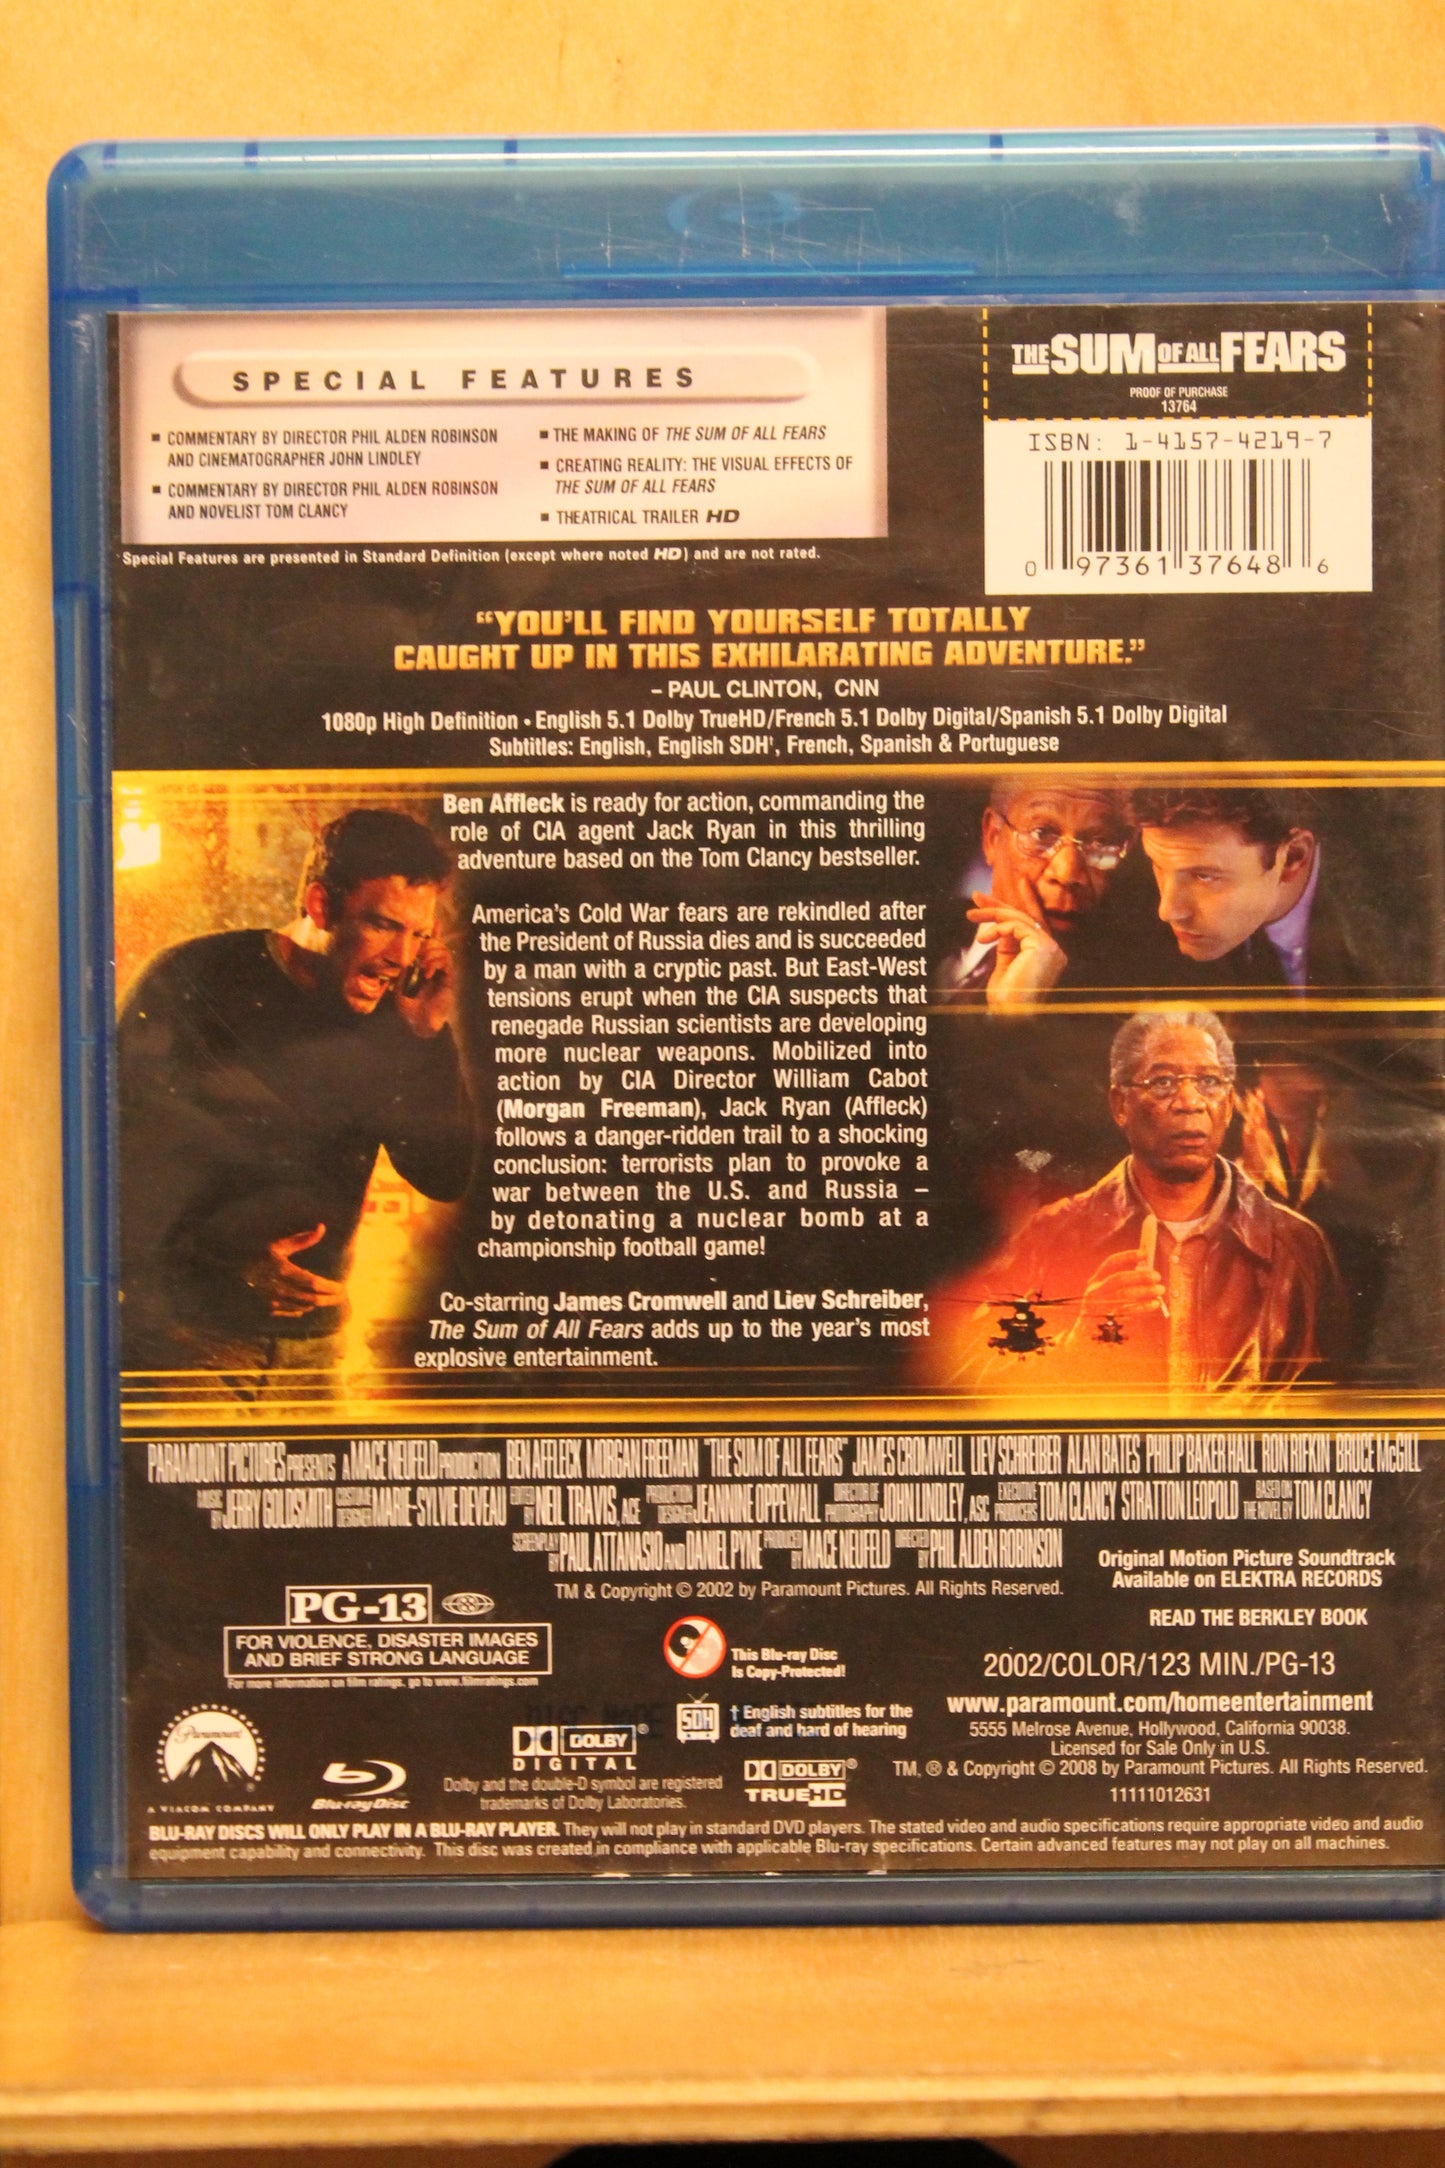 SPECIAL FEATURES
▪ COMMENTARY BY DIRECTOR PHIL ALDEN ROBINSON
AND CINEMATOGRAPHER JOHN LINDLEY
▪ COMMENTARY BY DIRECTOR PHIL ALDEN ROBINSON
AND NOVELIST TOM CLANCY
▪ THE MAKING OF THE SUM OF ALL FEARS
▪ CREATING REALITY: THE VISUAL EFFECTS OF
THE SUM OF ALL FEARS
▪ THEATRICAL TRAILER HD
Special Features are presented in Standard Definition (except where noted HD) and are not rated.
THE SUM OF ALL FEARS
PROOF OF PURCHASE
13764
ISBN: 1-4157-4219-7
0 97361 37648 6
“YOU’LL FIND YOURSELF TOTALLY
CAUGHT UP IN THIS EXHILARATING ADVENTURE.”
– PAUL CLINTON, CNN
1080p High Definition • English 5.1 Dolby TrueHD/French 5.1 Dolby Digital/Spanish 5.1 Dolby Digital
Subtitles: English, English SDH†, French, Spanish & Portuguese
Ben Affleck is ready for action, commanding the
role of CIA agent Jack Ryan in this thrilling
adventure based on the Tom Clancy bestseller.
America’s Cold War fears are rekindled after
the President of Russia dies and is succeeded
by a man with a cryptic past. But East-West
tensions erupt when the CIA suspects that
renegade Russian scientists are developing
more nuclear weapons. Mobilized into
action by CIA Director William Cabot
(Morgan Freeman), Jack Ryan (Affleck)
follows a danger-ridden trail to a shocking
conclusion: terrorists plan to provoke a
war between the U.S. and Russia –
by detonating a nuclear bomb at a
championship football game!
Co-starring James Cromwell and Liev Schreiber,
The Sum of All Fears adds up to the year’s most
explosive entertainment.
PARAMOUNT PICTURES PRESENTS A MACE NEUFELD PRODUCTION BEN AFFLECK MORGAN FREEMAN "THE SUM OF ALL FEARS" JAMES CROMWELL LIEV SCHREIBER ALAN BATES PHILIP BAKER HALL RON RIFKIN BRUCE McGILL
MUSIC BY JERRY GOLDSMITH COSTUME DESIGNER MARIE-SYLVIE DEVEAU EDITED BY NEIL TRAVIS, ACE PRODUCTION DESIGNER JEANNINE OPPEWALL DIRECTOR OF PHOTOGRAPHY JOHN LINDLEY, ASC EXECUTIVE PRODUCERS TOM CLANCY STRATTON LEOPOLD BASED ON THE NOVEL BY TOM CLANCY
SCREENPLAY BY PAUL ATTANASIO AND DANIEL PYNE PRODUCED BY MACE NEUFELD DIRECTED BY PHIL ALDEN ROBINSON
TM & Copyright © 2002 by Paramount Pictures. All Rights Reserved.
Original Motion Picture Soundtrack
Available on ELEKTRA RECORDS
READ THE BERKLEY BOOK
PG-13
FOR VIOLENCE, DISASTER IMAGES
AND BRIEF STRONG LANGUAGE
For more information on film ratings, go to www.filmratings.com
This Blu-ray Disc
Is Copy-Protected!
2002/COLOR/123 MIN./PG-13
www.paramount.com/homeentertainment
5555 Melrose Avenue, Hollywood, California 90038.
Licensed for Sale Only in U.S.
TM, ® & Copyright © 2008 by Paramount Pictures. All Rights Reserved.
11111012631
SDH † English subtitles for the
deaf and hard of hearing
Paramount
A VIACOM COMPANY
Blu-ray Disc
DOLBY®
DIGITAL
Dolby and the double-D symbol are registered
trademarks of Dolby Laboratories.
DOLBY®
TRUEHD
BLU-RAY DISCS WILL ONLY PLAY IN A BLU-RAY PLAYER. They will not play in standard DVD players. The stated video and audio specifications require appropriate video and audio
equipment capability and connectivity. This disc was created in compliance with applicable Blu-ray specifications. Certain advanced features may not play on all machines.